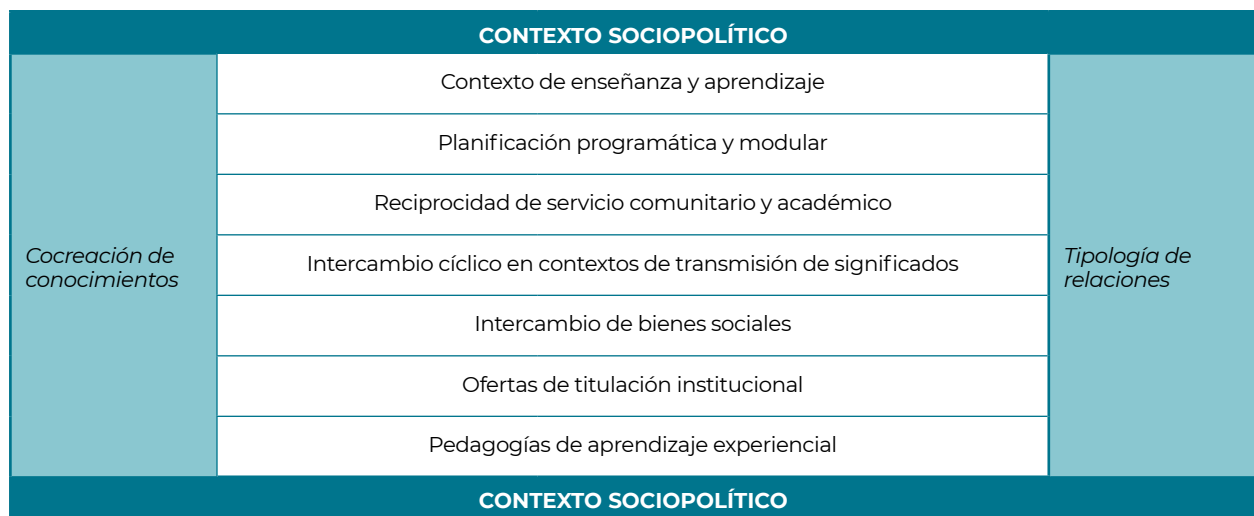 CONTEXTO SOCIOPOLÍTICO
Cocreación de
conocimientos
Contexto de enseñanza y aprendizaje
Planificación programática y modular
Reciprocidad de servicio comunitario y académico
Intercambio cíclico en contextos de transmisión de significados
Intercambio de bienes sociales
Ofertas de titulación institucional
Pedagogías de aprendizaje experiencial
Tipología de
relaciones
CONTEXTO SOCIOPOLÍTICO